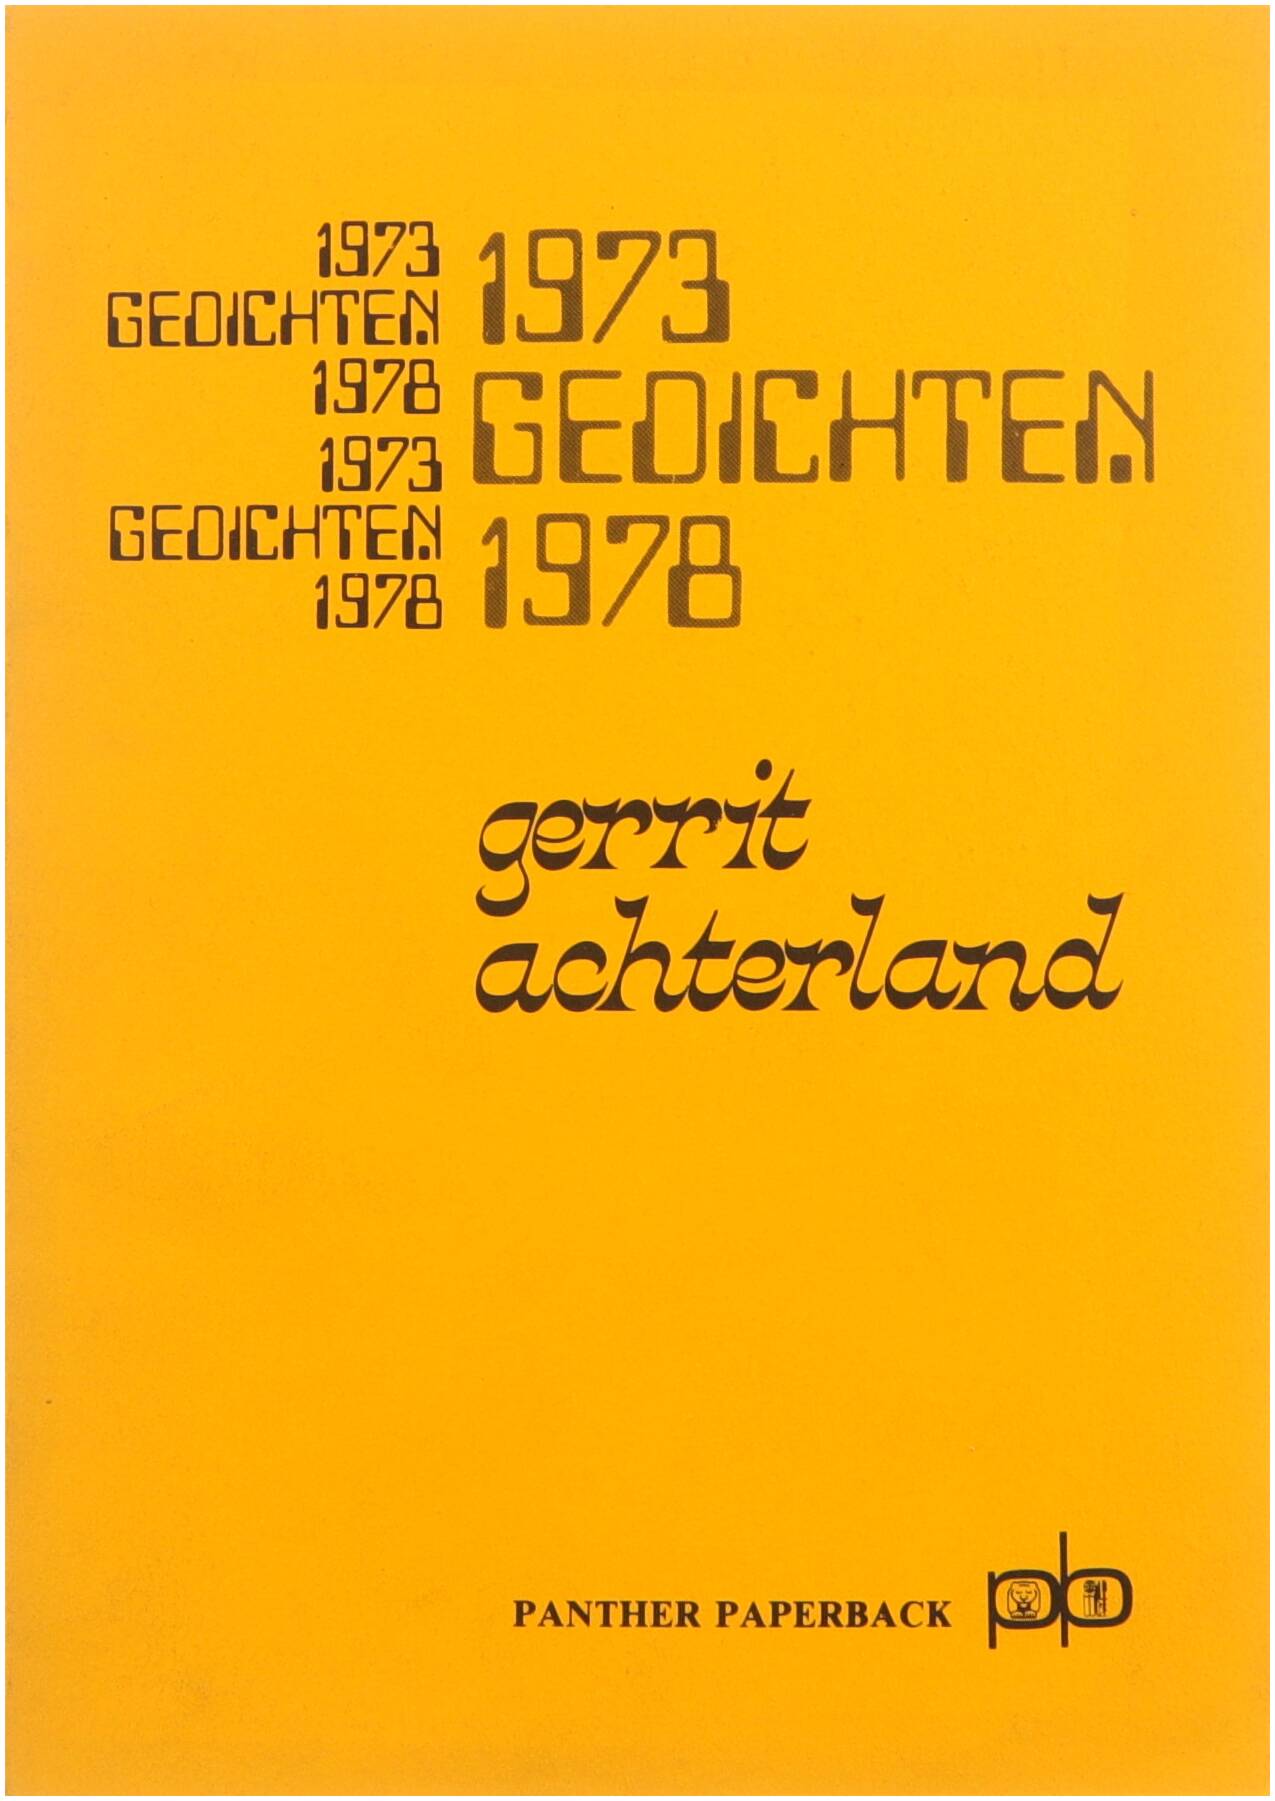 1973
GEDICHTEN
1978
1973
GEDICHTEN
1978
1973
GEDICHTEN
1978
gerrit
achterland
PANTHER PAPERBACK
pb